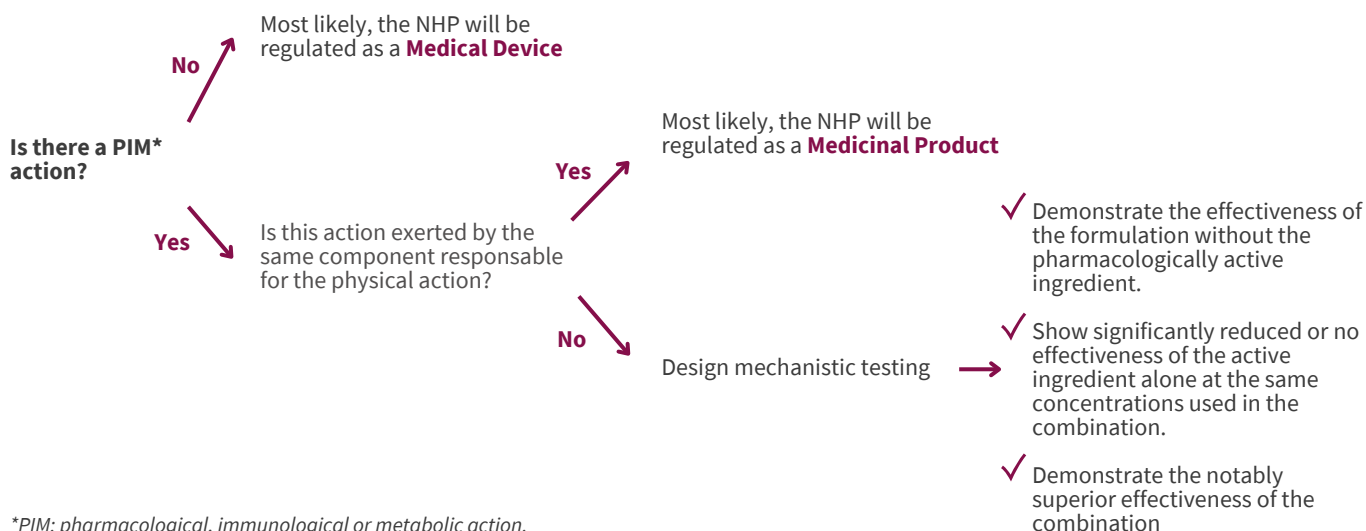 Most likely, the NHP will be
regulated as a Medical Device
No
Is there a PIM*
action?
Yes
Is this action exerted by the
same component responsable
for the physical action?
Yes
Most likely, the NHP will be
regulated as a Medicinal Product
No
Design mechanistic testing
Demonstrate the effectiveness of
the formulation without the
pharmacologically active
ingredient.
Show significantly reduced or no
effectiveness of the active
ingredient alone at the same
concentrations used in the
combination.
Demonstrate the notably
superior effectiveness of the
combination
*PIM: pharmacological, immunological or metabolic action.